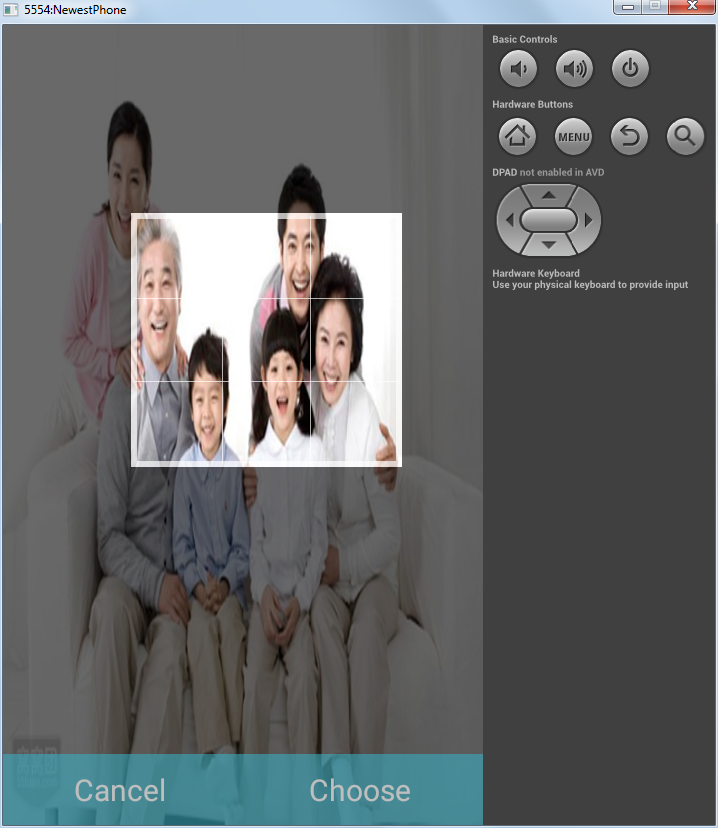 5554:NewestPhone
Basic Controls
Hardware Buttons
MENU
DPAD not enabled in AVD
Hardware Keyboard
Use your physical keyboard to provide input
Cancel
Choose